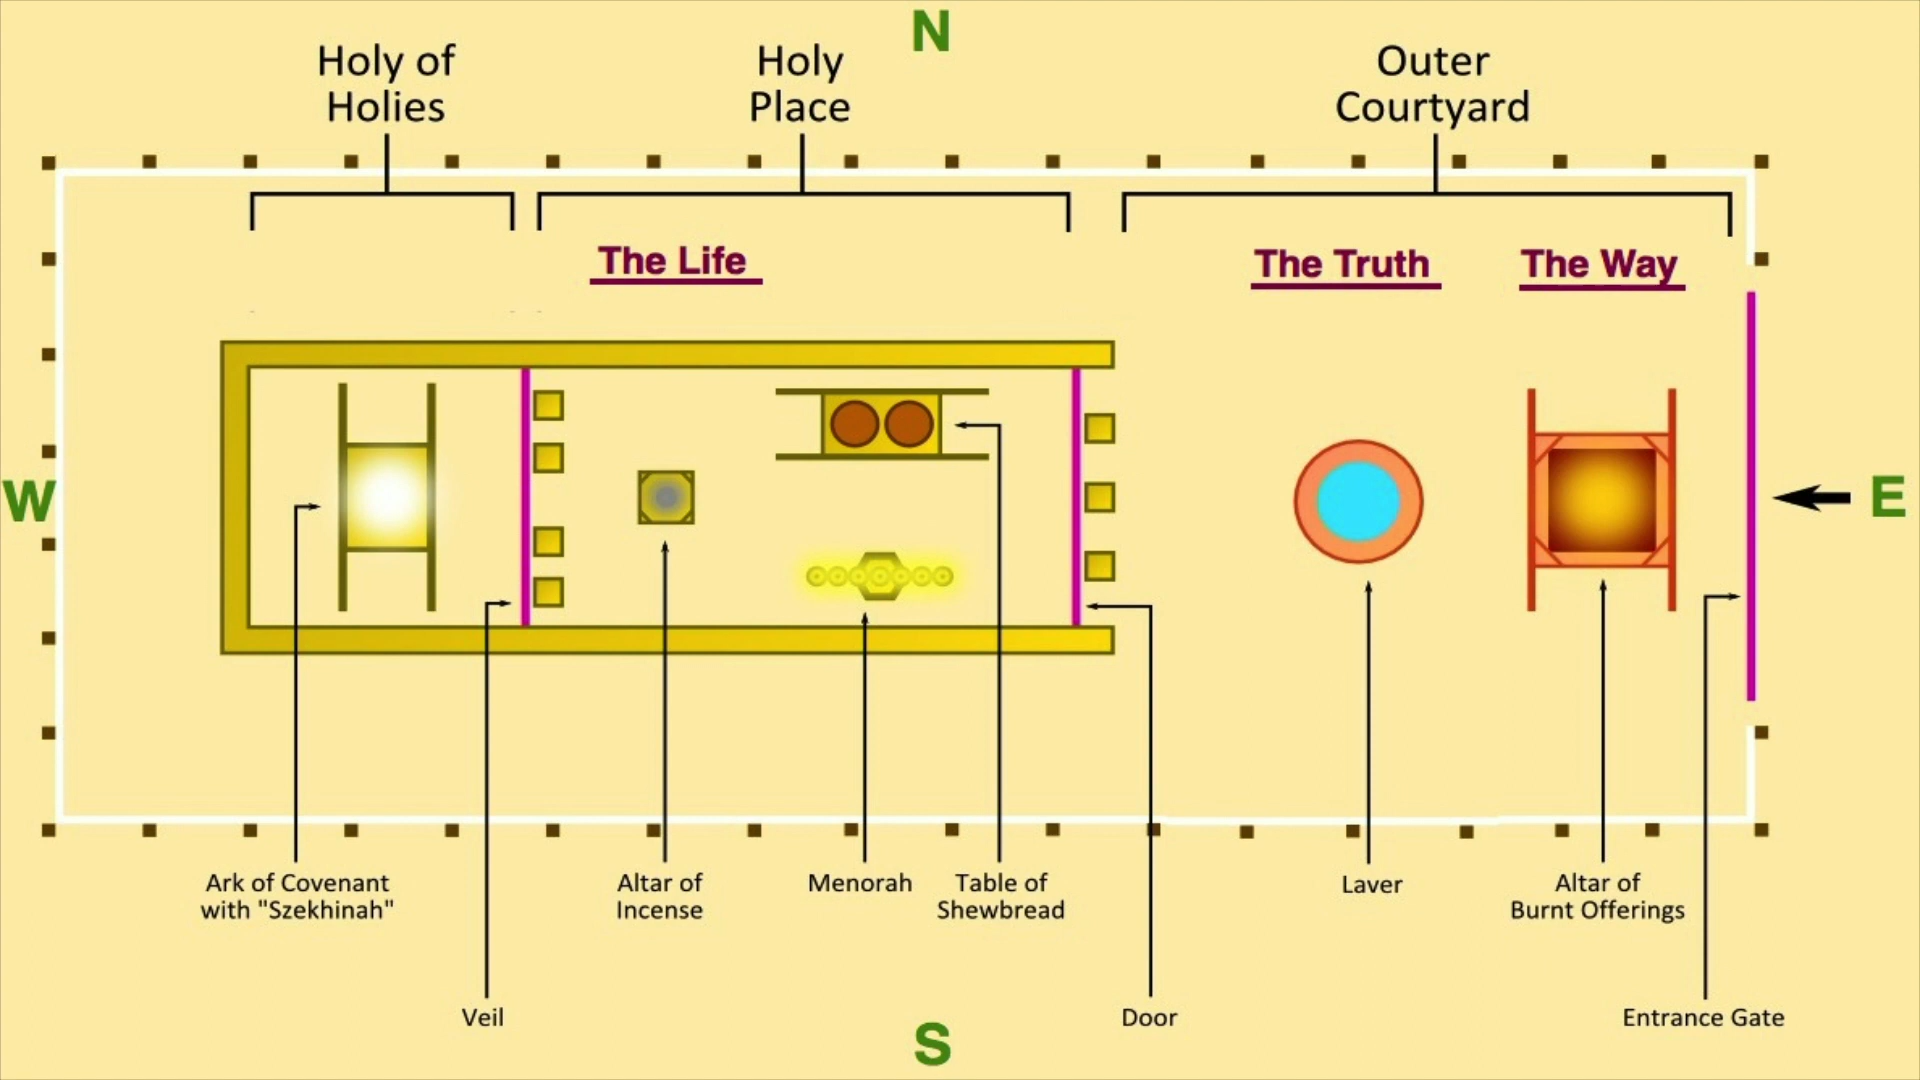 N
Holy of
Holies
Holy
Place
Outer
Courtyard
The Life
The Truth
The Way
W
E
Ark of Covenant
with "Szekhinah"
Altar of
Incense
Menorah
Table of
Shewbread
Laver
Altar of
Burnt Offerings
Veil
Door
Entrance Gate
S